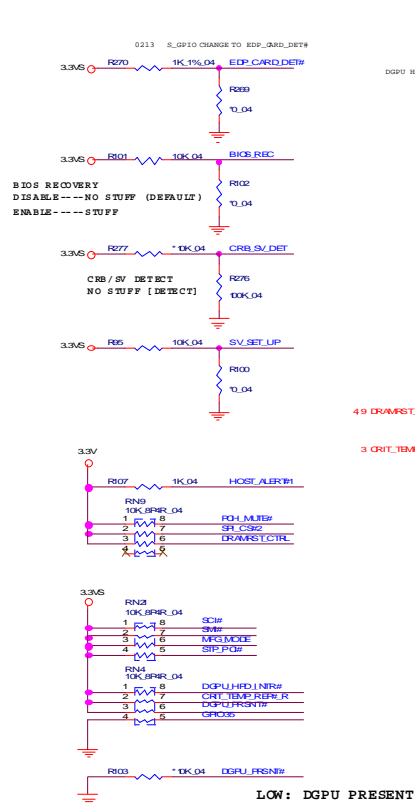 0213 S_GPIO CHANGE TO EDP_CARD_DET#
3.3VS R270 1K_1%_04 EDP_CARD_DET#
DGPU H
R269
*0_04
3.3VS R101 10K_04 BIOS_REC
BIOS RECOVERY
DISABLE----NO STUFF (DEFAULT)
ENABLE-----STUFF
R102
*0_04
3.3VS R277 *10K_04 CRB_SV_DET
CRB/SV DETECT
NO STUFF [DETECT]
R276
100K_04
3.3VS R95 10K_04 SV_SET_UP
R100
*0_04
49 DRAMRST_
3.3V
3 CRIT_TEM
R107 1K_04 HOST_ALERT#1
RN9
10K_8P4R_04
1 8 PCH_MUTE#
2 7 SPI_CS#2
3 6 DRAMRST_CTRL
4 5
3.3VS
RN21
10K_8P4R_04
1 8 SCI#
2 7 SMI#
3 6 MFG_MODE
4 5 STP_PCI#
RN4
10K_8P4R_04
1 8 DGPU_HPD_INTR#
2 7 CRT_TEMP_REP#_R
3 6 DGPU_PRSNT#
4 5 GPIO35
R103 *10K_04 DGPU_PRSNT#
LOW: DGPU PRESENT